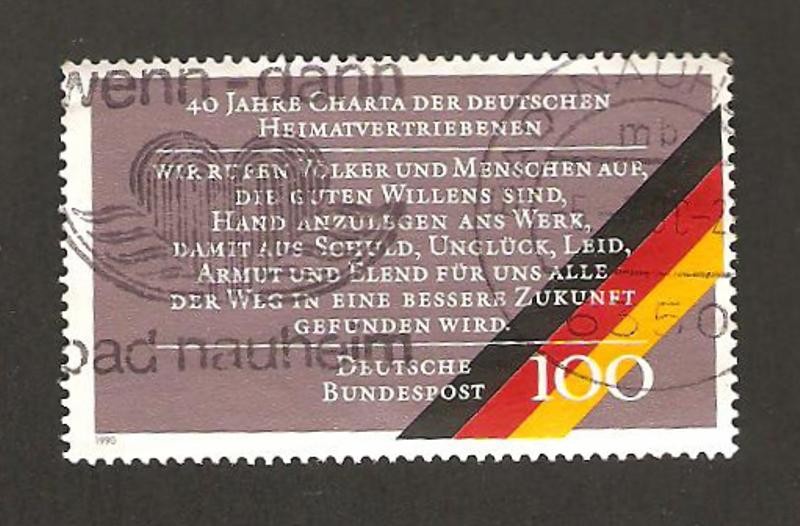 wenn-dann
40 JAHRE CHARTA DER DEUTSCHEN
HEIMATVERTRIEBENEN
WIR RUFEN VÖLKER UND MENSCHEN AUF,
DIE GUTEN WILLENS SIND,
HAND ANZULEGEN ANS WERK,
DAMIT AUS SCHULD, UNGLÜCK, LEID,
ARMUT UND ELEND FÜR UNS ALLE
DER WEG IN EINE BESSERE ZUKUNFT
GEFUNDEN WIRD.
bad nauheim
DEUTSCHE
BUNDESPOST 100
1990
mb
6350